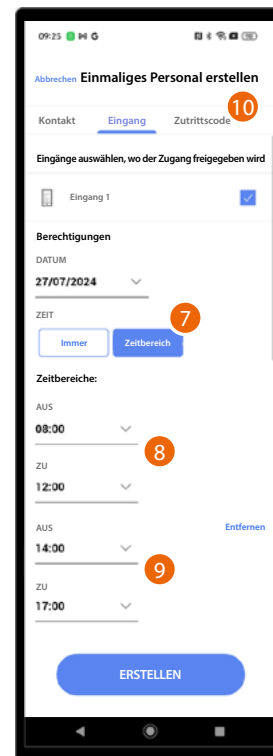 09:25 G
Abbrechen Einmaliges Personal erstellen
10
Kontakt Eingang Zutrittscode
Eingänge auswählen, wo der Zugang freigegeben wird
Eingang 1
Berechtigungen
DATUM
27/07/2024
7
ZEIT
Immer Zeitbereich
Zeitbereiche:
AUS
08:00
8
ZU
12:00
AUS Entfernen
14:00
9
ZU
17:00
ERSTELLEN